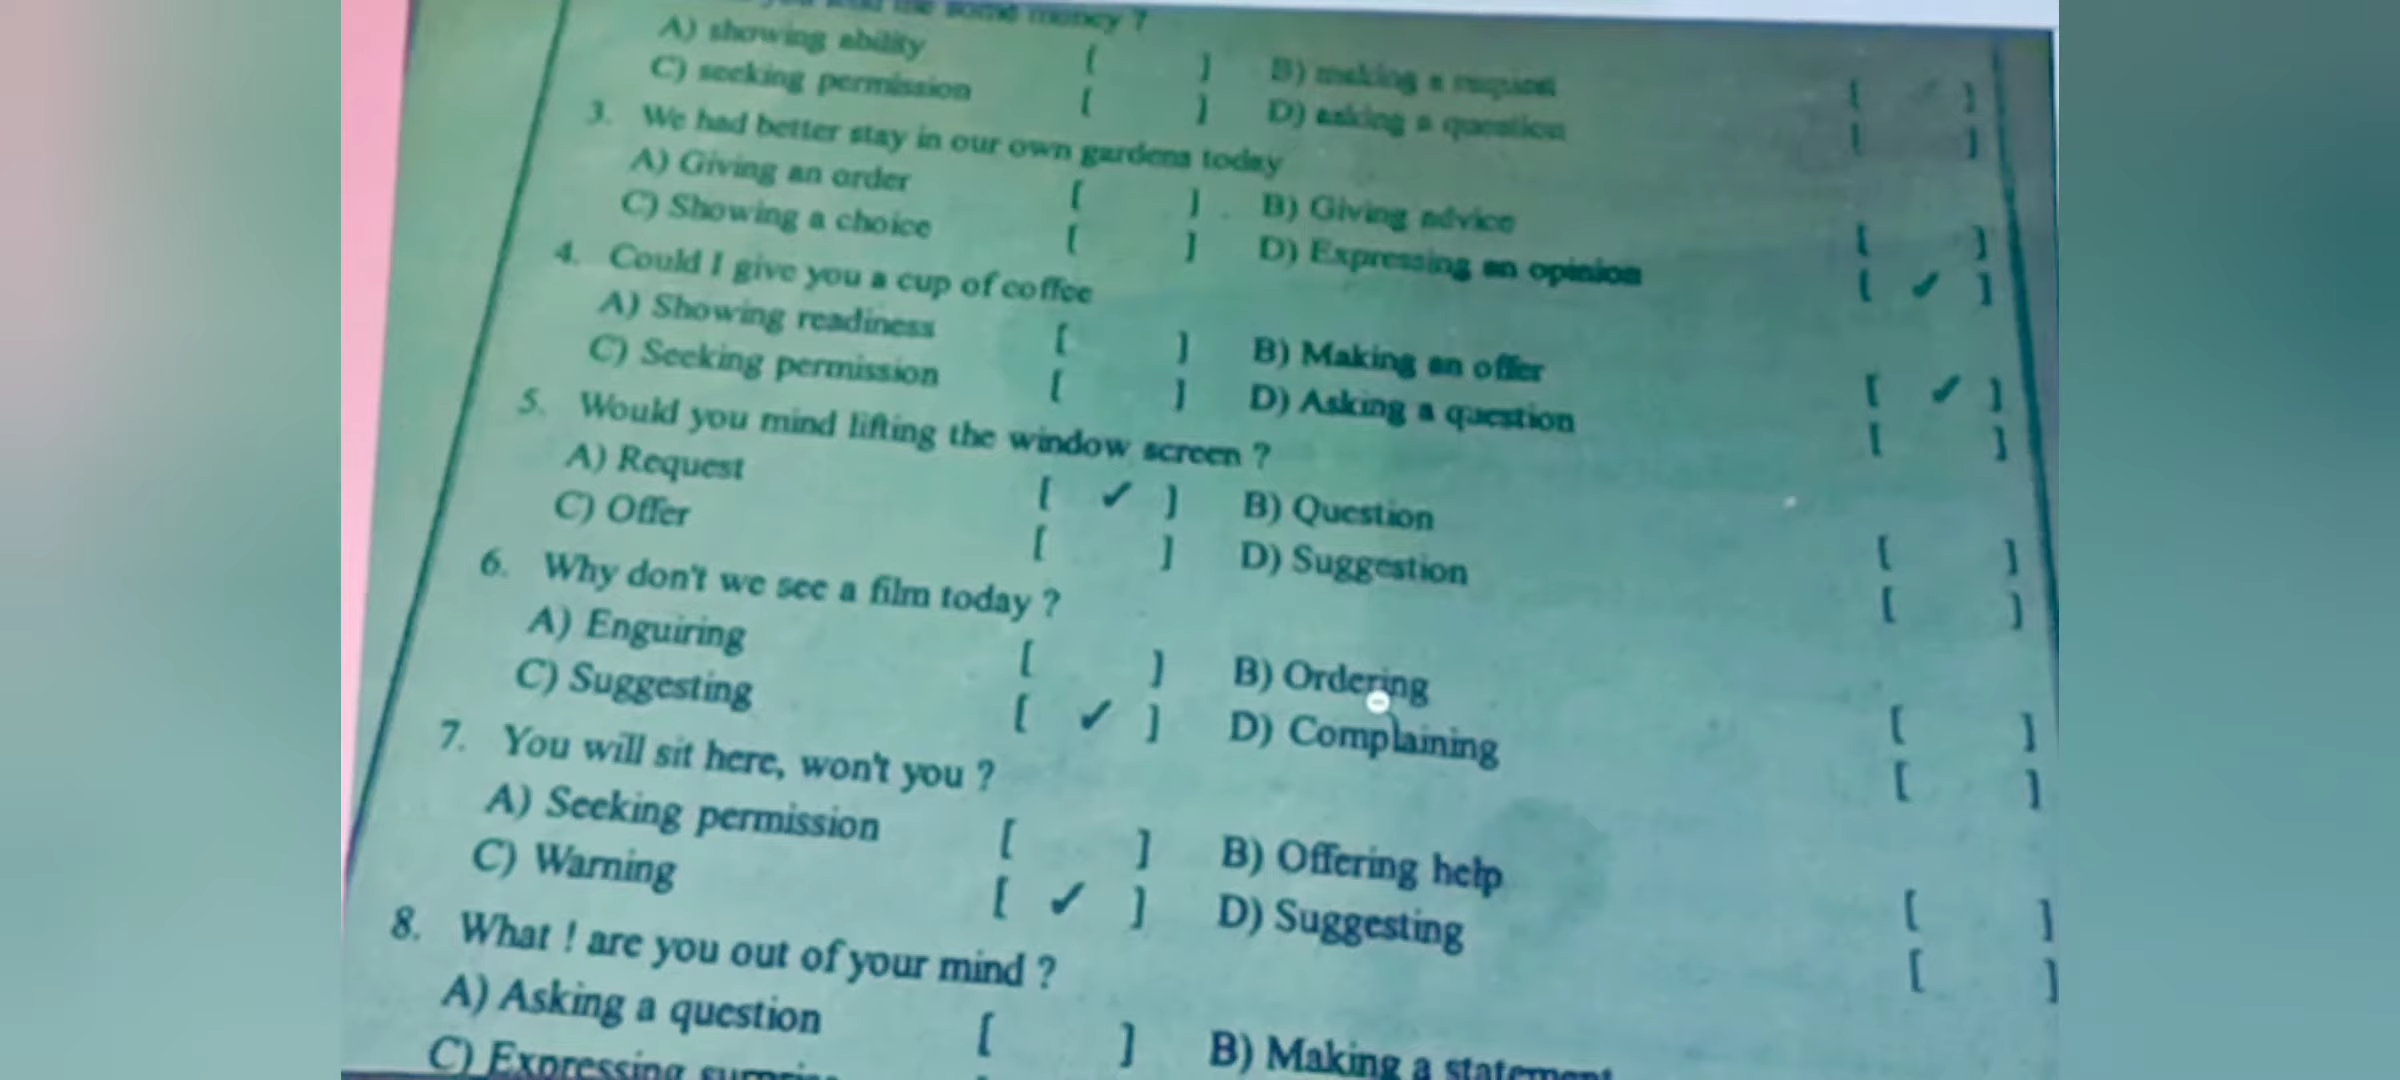 some money ?
A) showing ability [ ] B) making a request [ ✓ ]
C) seeking permission [ ] D) asking a question [ ]
3. We had better stay in our own gardens today
A) Giving an order [ ] B) Giving advice [ ]
C) Showing a choice [ ] D) Expressing an opinion [ ✓ ]
4. Could I give you a cup of coffee
A) Showing readiness [ ] B) Making an offer [ ✓ ]
C) Seeking permission [ ] D) Asking a question [ ]
5. Would you mind lifting the window screen ?
A) Request [ ✓ ] B) Question [ ]
C) Offer [ ] D) Suggestion [ ]
6. Why don't we see a film today ?
A) Enguiring [ ] B) Ordering [ ]
C) Suggesting [ ✓ ] D) Complaining [ ]
7. You will sit here, won't you ?
A) Seeking permission [ ] B) Offering help [ ]
C) Warning [ ✓ ] D) Suggesting [ ]
8. What ! are you out of your mind ?
A) Asking a question [ ] B) Making a statement
C) Expressing surprise